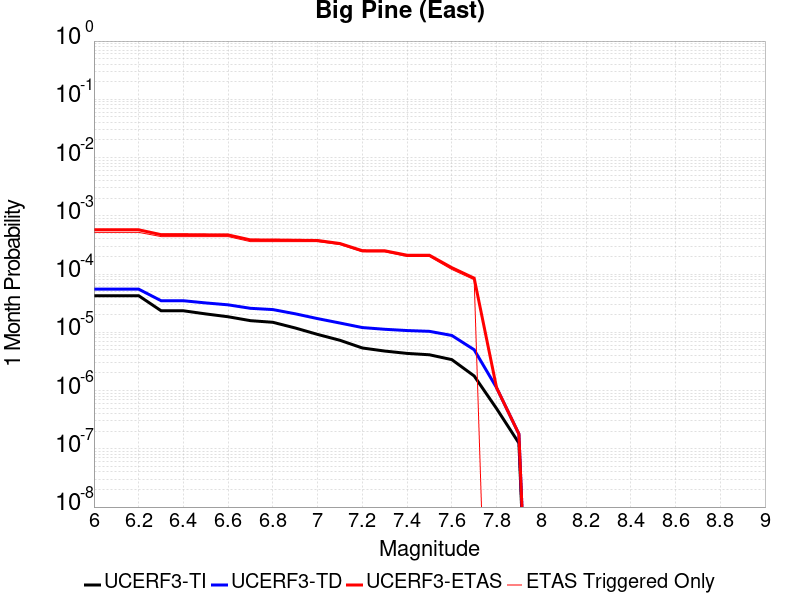 Big Pine (East)
1 Month Probability
10^0
10^-1
10^-2
10^-3
10^-4
10^-5
10^-6
10^-7
10^-8
6 6.2 6.4 6.6 6.8 7 7.2 7.4 7.6 7.8 8 8.2 8.4 8.6 8.8 9
Magnitude
UCERF3-TI UCERF3-TD UCERF3-ETAS ETAS Triggered Only